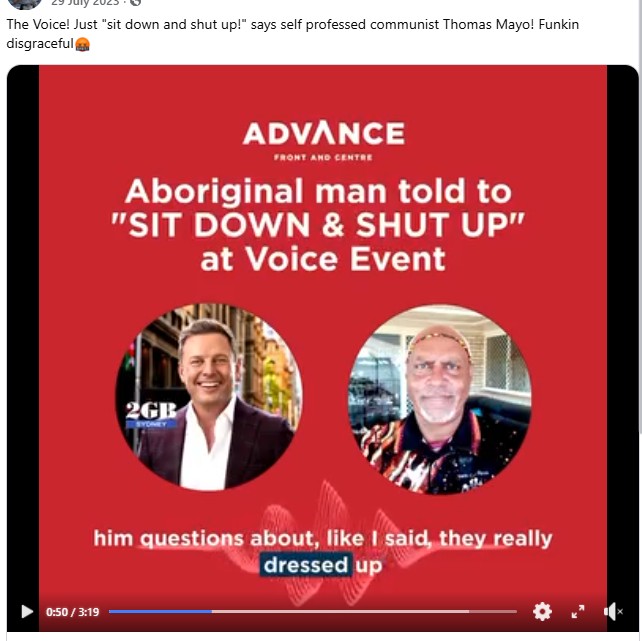 29 July 2023 ·
The Voice! Just "sit down and shut up!" says self professed communist Thomas Mayo! Funkin
disgraceful🤬
ADVANCE
FRONT AND CENTRE
Aboriginal man told to
"SIT DOWN & SHUT UP"
at Voice Event
2GB
SYDNEY
him questions about, like I said, they really
dressed up
0:50 / 3:19